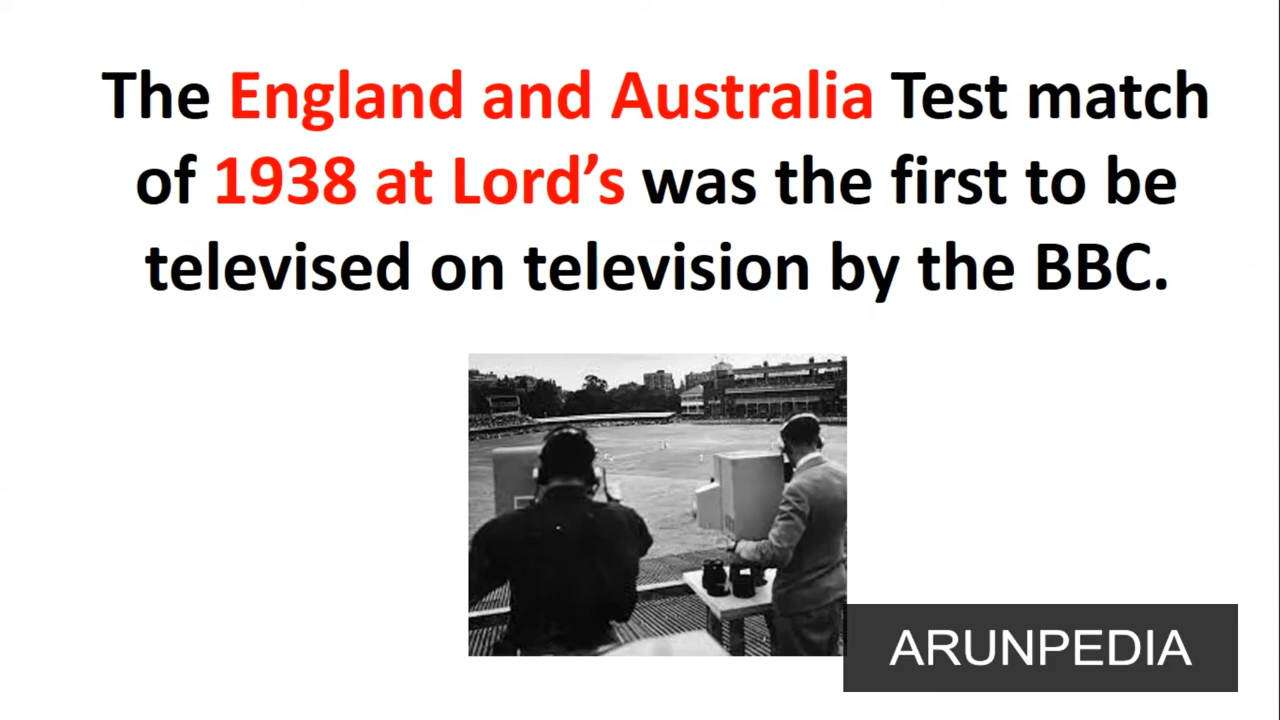 The England and Australia Test match
of 1938 at Lord’s was the first to be
televised on television by the BBC.
ARUNPEDIA